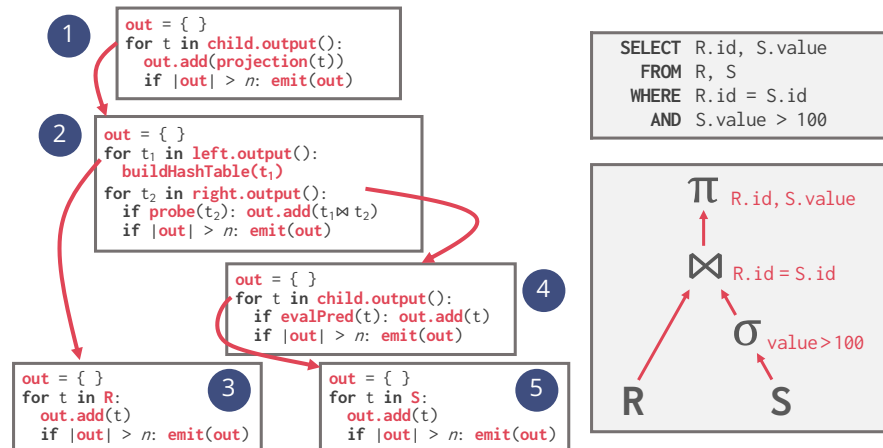 1
out = { }
for t in child.output():
out.add(projection(t))
if |out| > n: emit(out)
2
out = { }
for t₁ in left.output():
buildHashTable(t₁)
for t₂ in right.output():
if probe(t₂): out.add(t₁⨝ t₂)
if |out| > n: emit(out)
4
out = { }
for t in child.output():
if evalPred(t): out.add(t)
if |out| > n: emit(out)
3
out = { }
for t in R:
out.add(t)
if |out| > n: emit(out)
5
out = { }
for t in S:
out.add(t)
if |out| > n: emit(out)
SELECT R.id, S.value
FROM R, S
WHERE R.id = S.id
AND S.value > 100
π R.id, S.value
⨝ R.id = S.id
σ value>100
R S